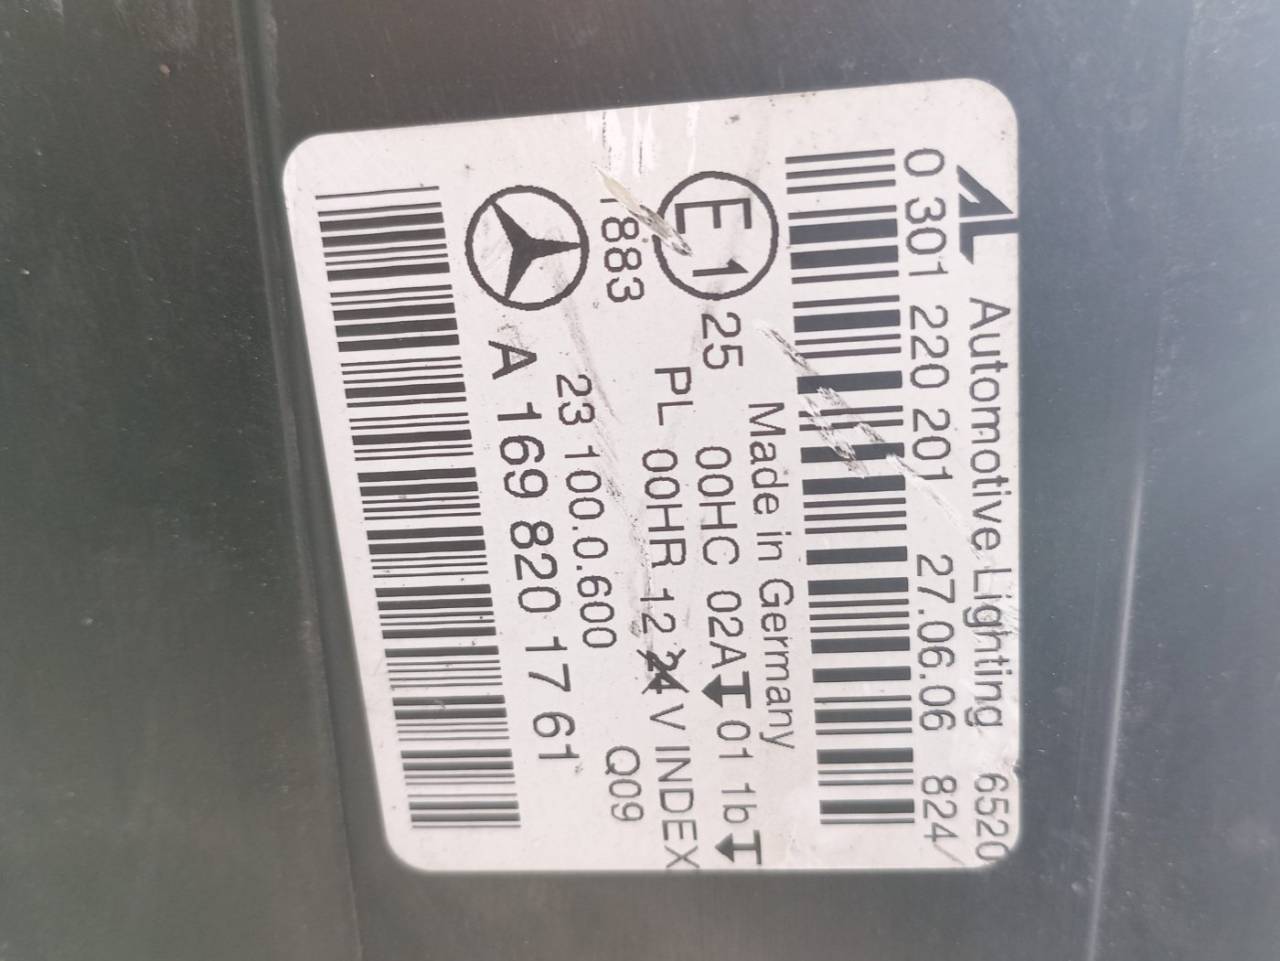 AL Automotive Lighting 6520
0 301 220 201 27.06.06 824/
Made in Germany
E1 25 00HC 02A 01 1b
PL 00HR 12 24 V INDEX
1883 Q09
23 100.0.600
A 169 820 17 61